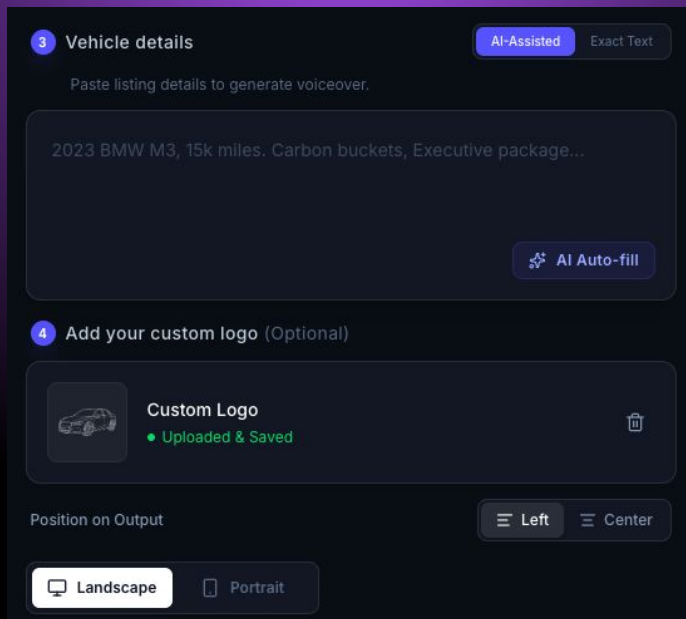 3 Vehicle details
AI-Assisted Exact Text
Paste listing details to generate voiceover.
2023 BMW M3, 15k miles. Carbon buckets, Executive package...
AI Auto-fill
4 Add your custom logo (Optional)
Custom Logo
Uploaded & Saved
Position on Output
Left Center
Landscape Portrait